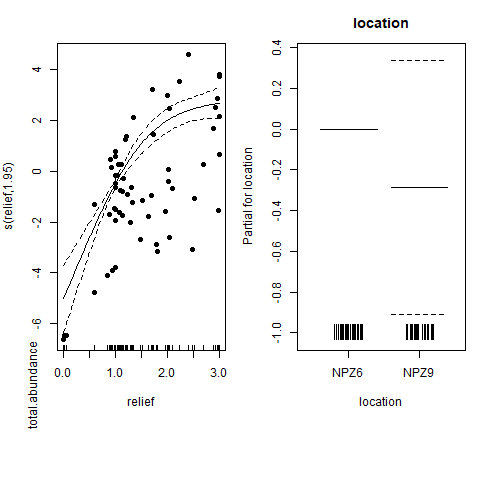 s(relief,1.95)
4
2
0
-2
-4
-6
0.0 1.0 2.0 3.0
relief
total.abundance
location
Partial for location
0.4
0.2
0.0
-0.2
-0.4
-0.6
-0.8
-1.0
NPZ6 NPZ9
location